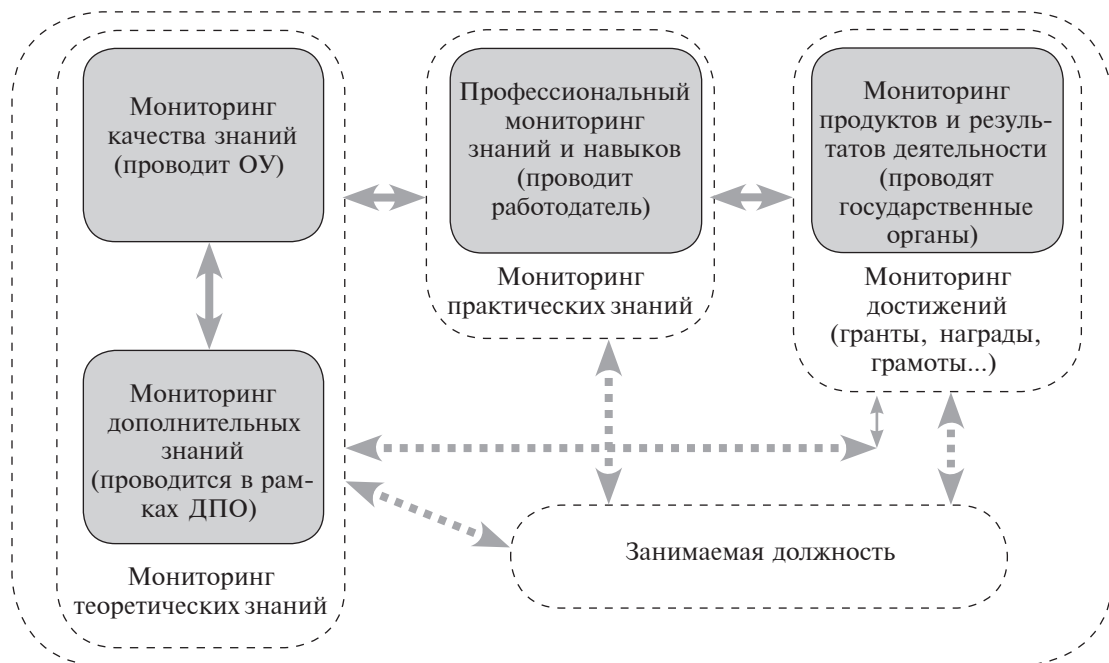 Мониторинг
качества знаний
(проводит ОУ)
Мониторинг
дополнительных
знаний
(проводится в рам-
ках ДПО)
Мониторинг
теоретических знаний
Профессиональный
мониторинг
знаний и навыков
(проводит
работодатель)
Мониторинг
практических знаний
Мониторинг
продуктов и резуль-
татов деятельности
(проводят
государственные
органы)
Мониторинг
достижений
(гранты, награды,
грамоты...)
Занимаемая должность